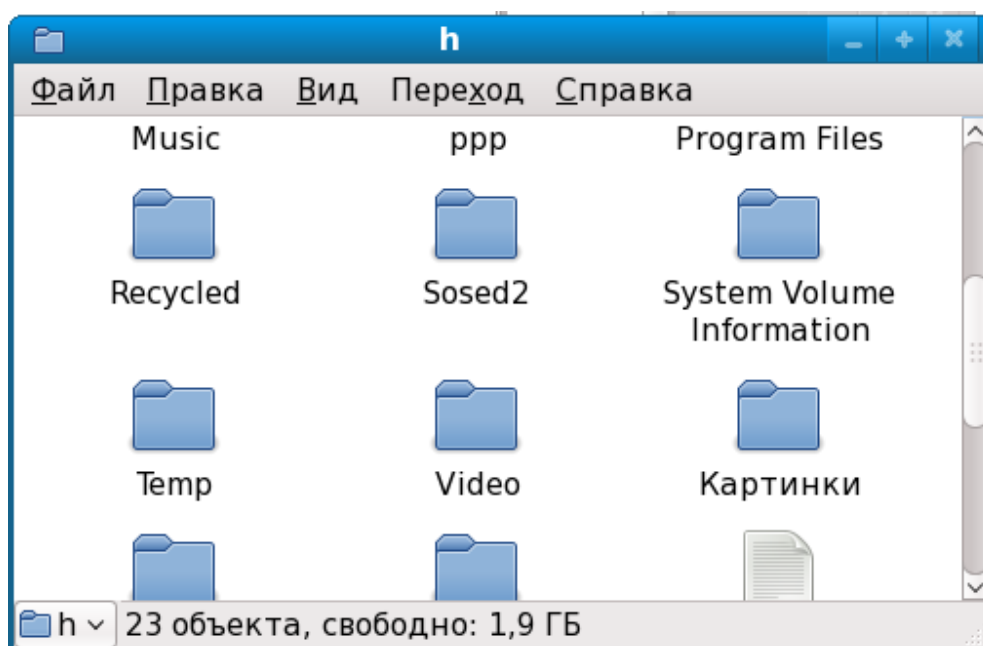 h
Файл Правка Вид Переход Справка
Music ppp Program Files
Recycled Sosed2 System Volume
Information
Temp Video Картинки
h 23 объекта, свободно: 1,9 ГБ